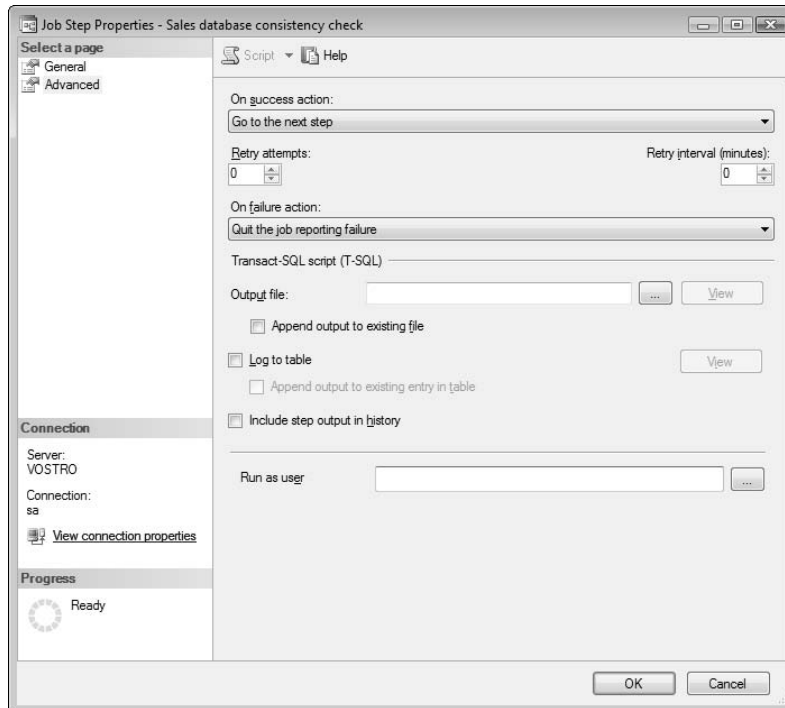 Job Step Properties - Sales database consistency check
Select a page
General
Advanced
Script Help
On success action:
Go to the next step
Retry attempts: Retry interval (minutes):
0 0
On failure action:
Quit the job reporting failure
Transact-SQL script (T-SQL)
Output file: ... View
Append output to existing file
Log to table View
Append output to existing entry in table
Include step output in history
Run as user ...
Connection
Server:
VOSTRO
Connection:
sa
View connection properties
Progress
Ready
OK Cancel